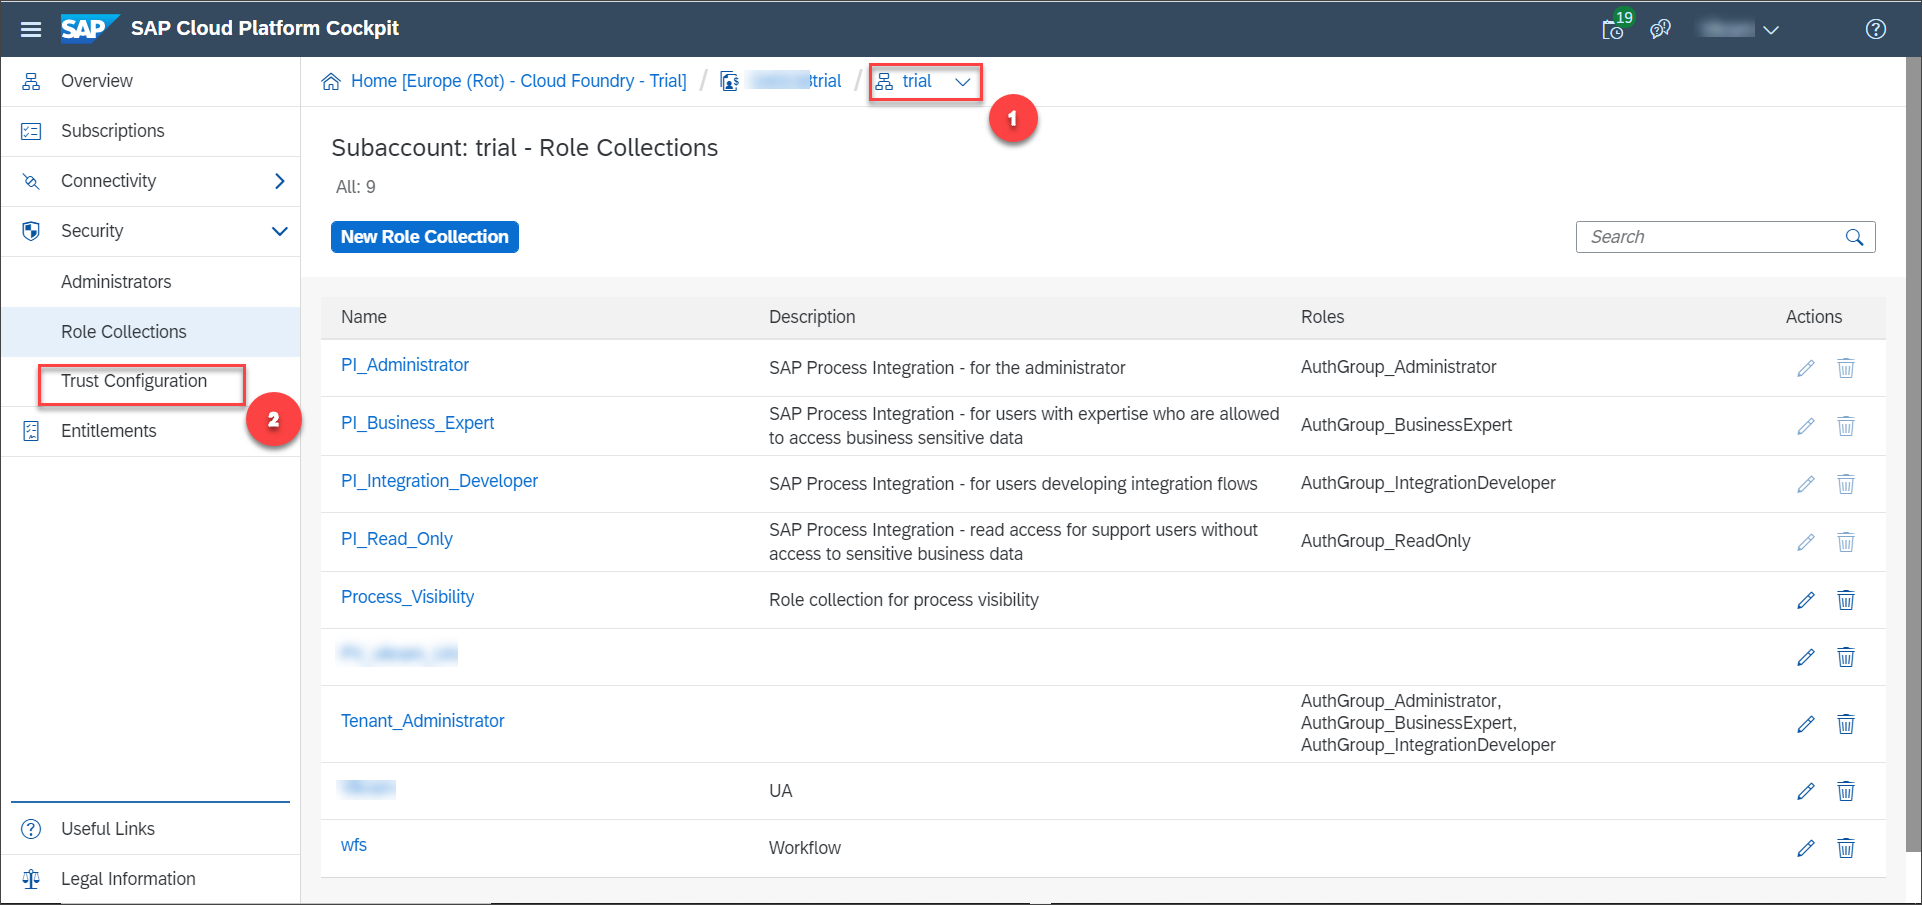 SAP SAP Cloud Platform Cockpit 19
Overview
Subscriptions
Connectivity
Security
Administrators
Role Collections
Trust Configuration
2
Entitlements
Useful Links
Legal Information
Home [Europe (Rot) - Cloud Foundry - Trial] / trial / trial
1
Subaccount: trial - Role Collections
All: 9
New Role Collection
Search
Name Description Roles Actions
PI_Administrator SAP Process Integration - for the administrator AuthGroup_Administrator
PI_Business_Expert SAP Process Integration - for users with expertise who are allowed
to access business sensitive data AuthGroup_BusinessExpert
PI_Integration_Developer SAP Process Integration - for users developing integration flows AuthGroup_IntegrationDeveloper
PI_Read_Only SAP Process Integration - read access for support users without
access to sensitive business data AuthGroup_ReadOnly
Process_Visibility Role collection for process visibility
Tenant_Administrator AuthGroup_Administrator,
AuthGroup_BusinessExpert,
AuthGroup_IntegrationDeveloper
UA
wfs Workflow